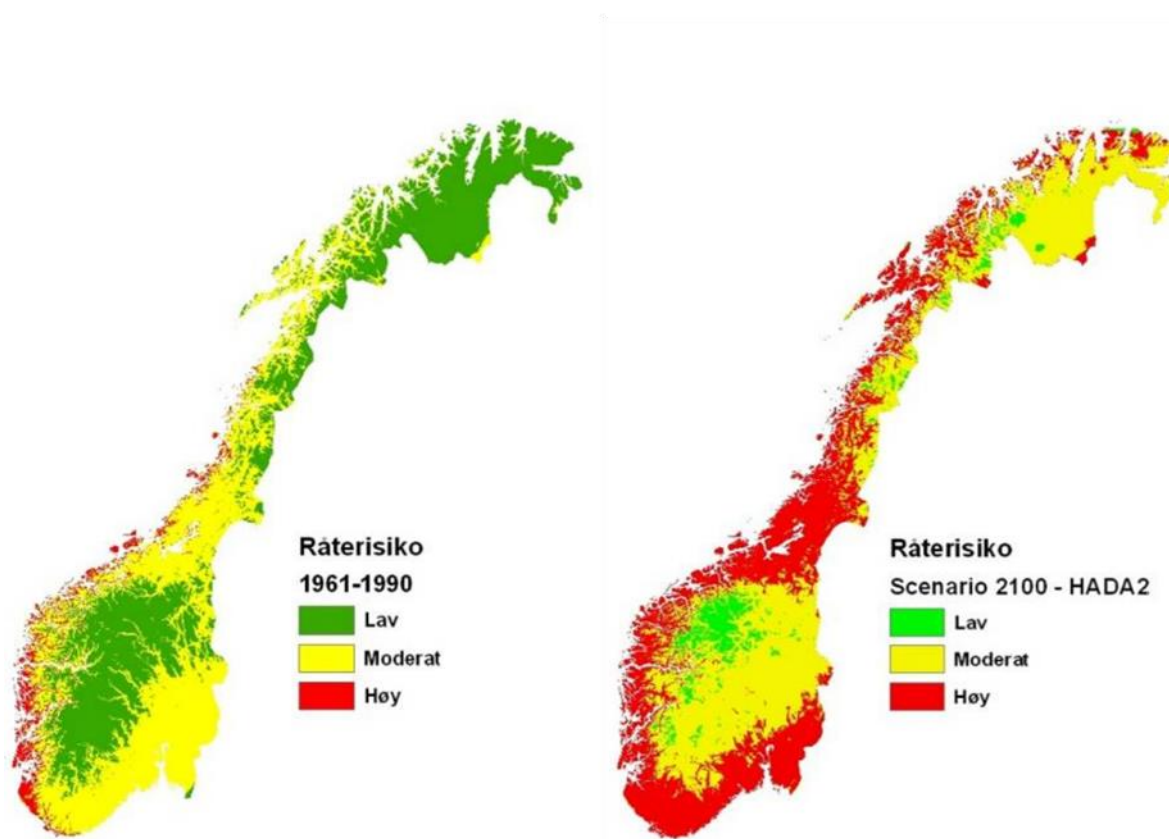 Råterisiko
1961-1990
Lav
Moderat
Høy
Råterisiko
Scenario 2100 - HADA2
Lav
Moderat
Høy